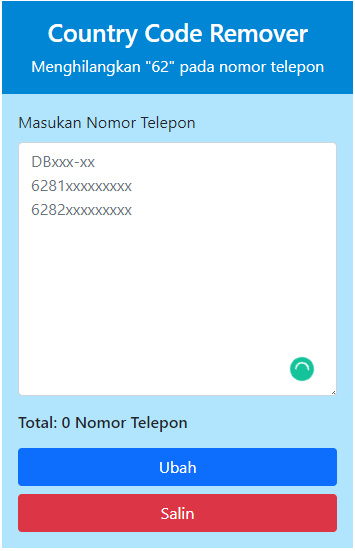 Country Code Remover
Menghilangkan "62" pada nomor telepon
Masukan Nomor Telepon
DBxxx-xx
6281xxxxxxxxx
6282xxxxxxxxx
Total: 0 Nomor Telepon
Ubah
Salin